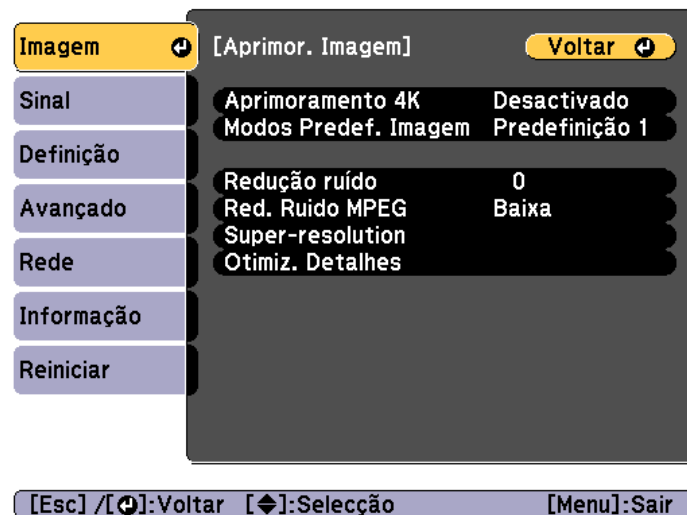 Imagem
Sinal
Definição
Avançado
Rede
Informação
Reiniciar
[Aprimor. Imagem] Voltar
Aprimoramento 4K Desactivado
Modos Predef. Imagem Predefinição 1
Redução ruído 0
Red. Ruido MPEG Baixa
Super-resolution
Otimiz. Detalhes
[Esc] /[ ]:Voltar [ ]:Selecção [Menu]:Sair